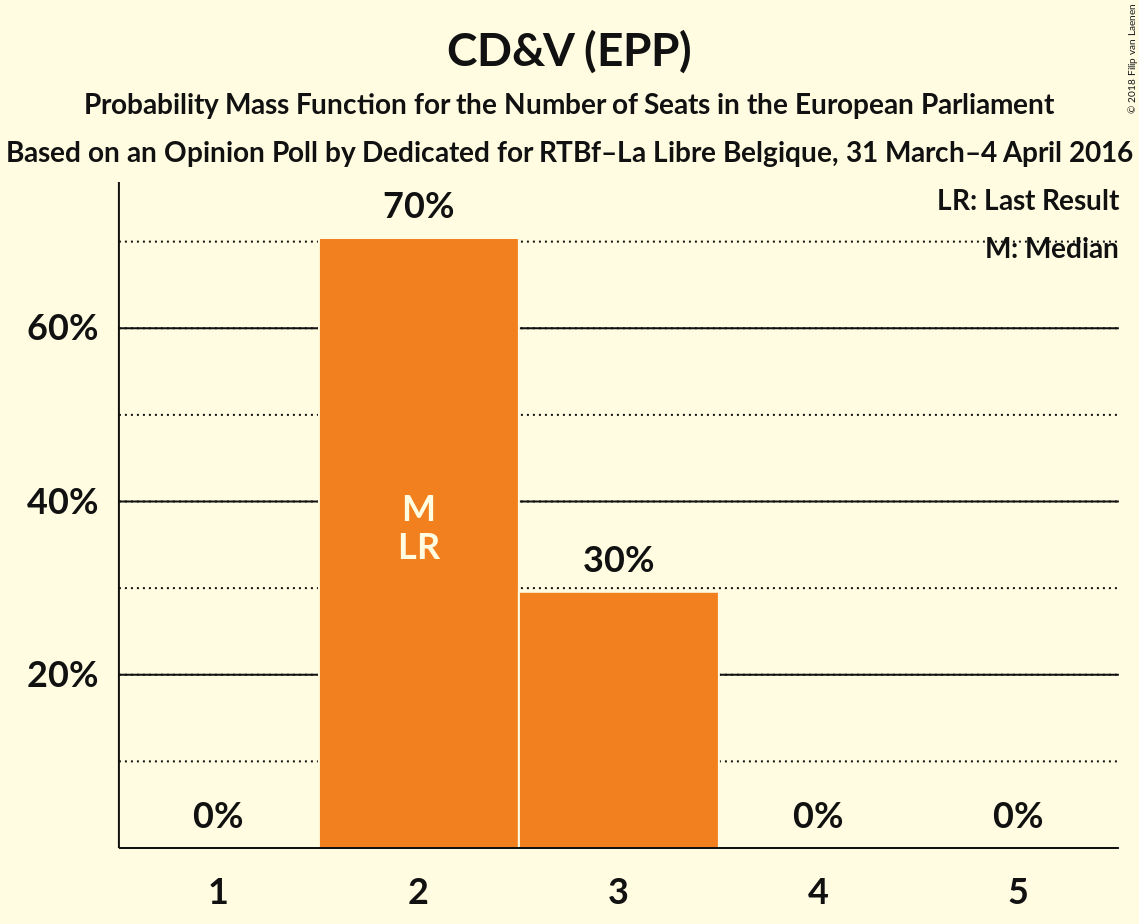 CD&V (EPP)
Probability Mass Function for the Number of Seats in the European Parliament
Based on an Opinion Poll by Dedicated for RTBf–La Libre Belgique, 31 March–4 April 2016
© 2018 Filip van Laenen
LR: Last Result
M: Median
70%
60%
40%
M
LR
30%
20%
0%
0%
0%
1
2
3
4
5